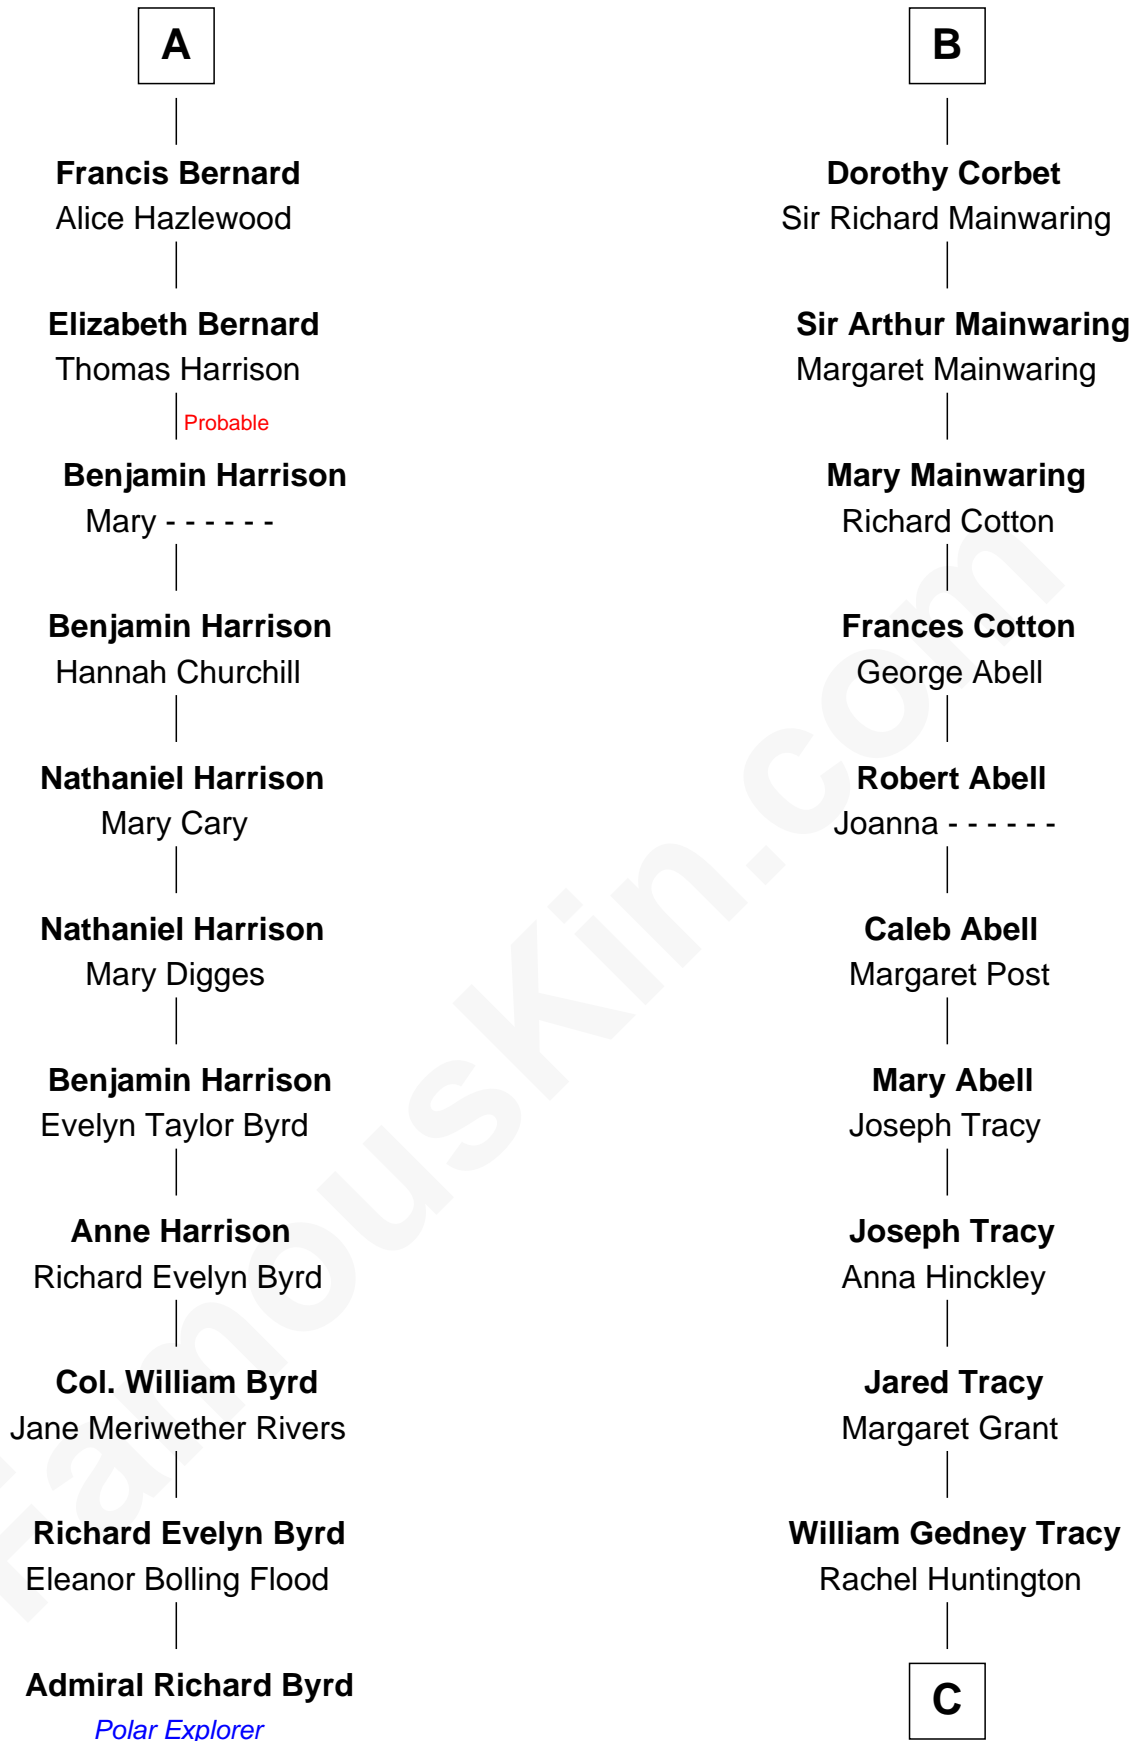 A
Francis Bernard
Alice Hazlewood
Elizabeth Bernard
Thomas Harrison
Probable
Benjamin Harrison
Mary - - - - - -
Benjamin Harrison
Hannah Churchill
Nathaniel Harrison
Mary Cary
Nathaniel Harrison
Mary Digges
Benjamin Harrison
Evelyn Taylor Byrd
Anne Harrison
Richard Evelyn Byrd
Col. William Byrd
Jane Meriwether Rivers
Richard Evelyn Byrd
Eleanor Bolling Flood
Admiral Richard Byrd
Polar Explorer
B
Dorothy Corbet
Sir Richard Mainwaring
Sir Arthur Mainwaring
Margaret Mainwaring
Mary Mainwaring
Richard Cotton
Frances Cotton
George Abell
Robert Abell
Joanna - - - - - -
Caleb Abell
Margaret Post
Mary Abell
Joseph Tracy
Joseph Tracy
Anna Hinckley
Jared Tracy
Margaret Grant
William Gedney Tracy
Rachel Huntington
C
FamousKin.com